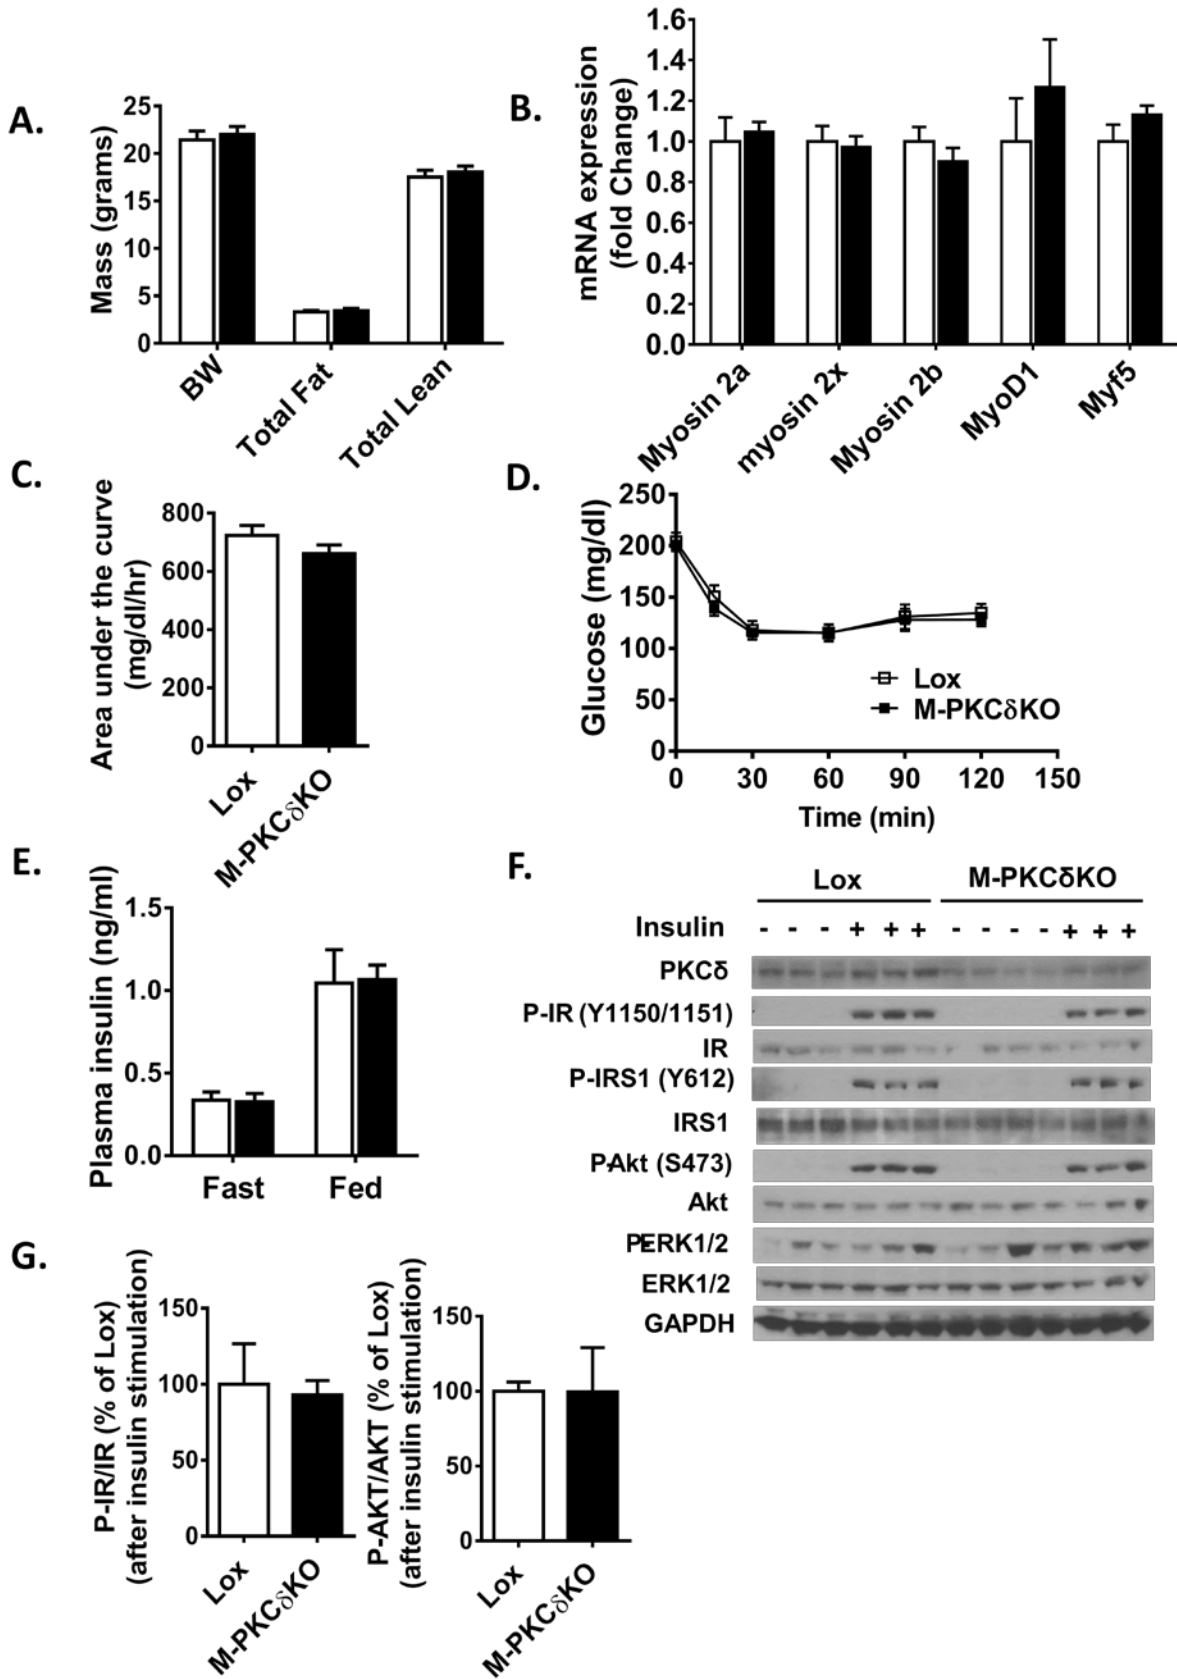 A.
Mass (grams)
25
20
15
10
5
0
BW
Total Fat
Total Lean
B.
mRNA expression
(fold Change)
1.6
1.4
1.2
1.0
0.8
0.6
0.4
0.2
0.0
Myosin 2a
myosin 2x
Myosin 2b
MyoD1
Myf5
C.
Area under the curve
(mg/dl/hr)
800
600
400
200
0
Lox
M-PKCδKO
D.
Glucose (mg/dl)
250
200
150
100
50
0
Lox
M-PKCδKO
0 30 60 90 120 150
Time (min)
E.
Plasma insulin (ng/ml)
1.5
1.0
0.5
0.0
Fast Fed
F.
Lox M-PKCδKO
Insulin - - - + + + - - - - + + +
PKCδ
P-IR (Y1150/1151)
IR
P-IRS1 (Y612)
IRS1
P-Akt (S473)
Akt
P-ERK1/2
ERK1/2
GAPDH
G.
P-IR/IR (% of Lox)
(after insulin stimulation)
150
100
50
0
Lox
M-PKCδKO
P-AKT/AKT (% of Lox)
(after insulin stimulation)
150
100
50
0
Lox
M-PKCδKO